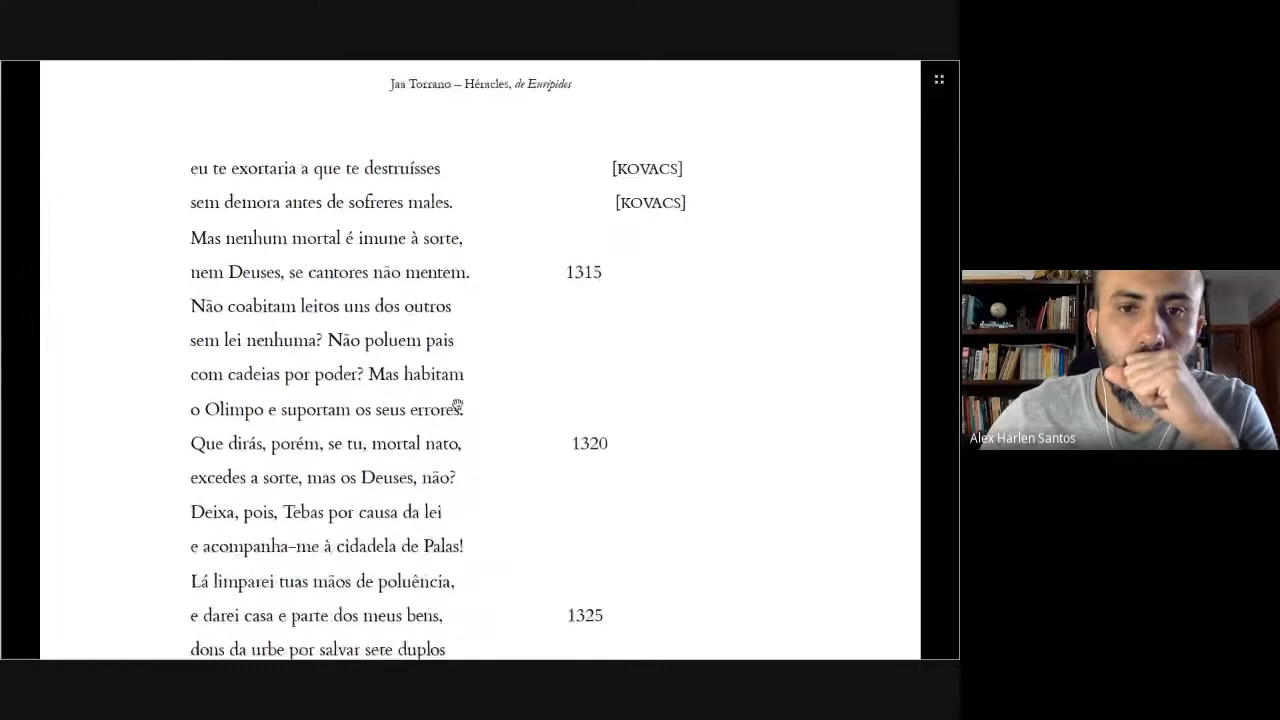 Jaa Torrano – Héracles, de Eurípides
eu te exortaria a que te destruísses [KOVACS]
sem demora antes de sofreres males. [KOVACS]
Mas nenhum mortal é imune à sorte,
nem Deuses, se cantores não mentem. 1315
Não coabitam leitos uns dos outros
sem lei nenhuma? Não poluem pais
com cadeias por poder? Mas habitam
o Olimpo e suportam os seus errores.
Que dirás, porém, se tu, mortal nato, 1320
excedes a sorte, mas os Deuses, não?
Deixa, pois, Tebas por causa da lei
e acompanha-me à cidadela de Palas!
Lá limparei tuas mãos de poluência,
e darei casa e parte dos meus bens, 1325
dons da urbe por salvar sete duplos
Alex Harlen Santos